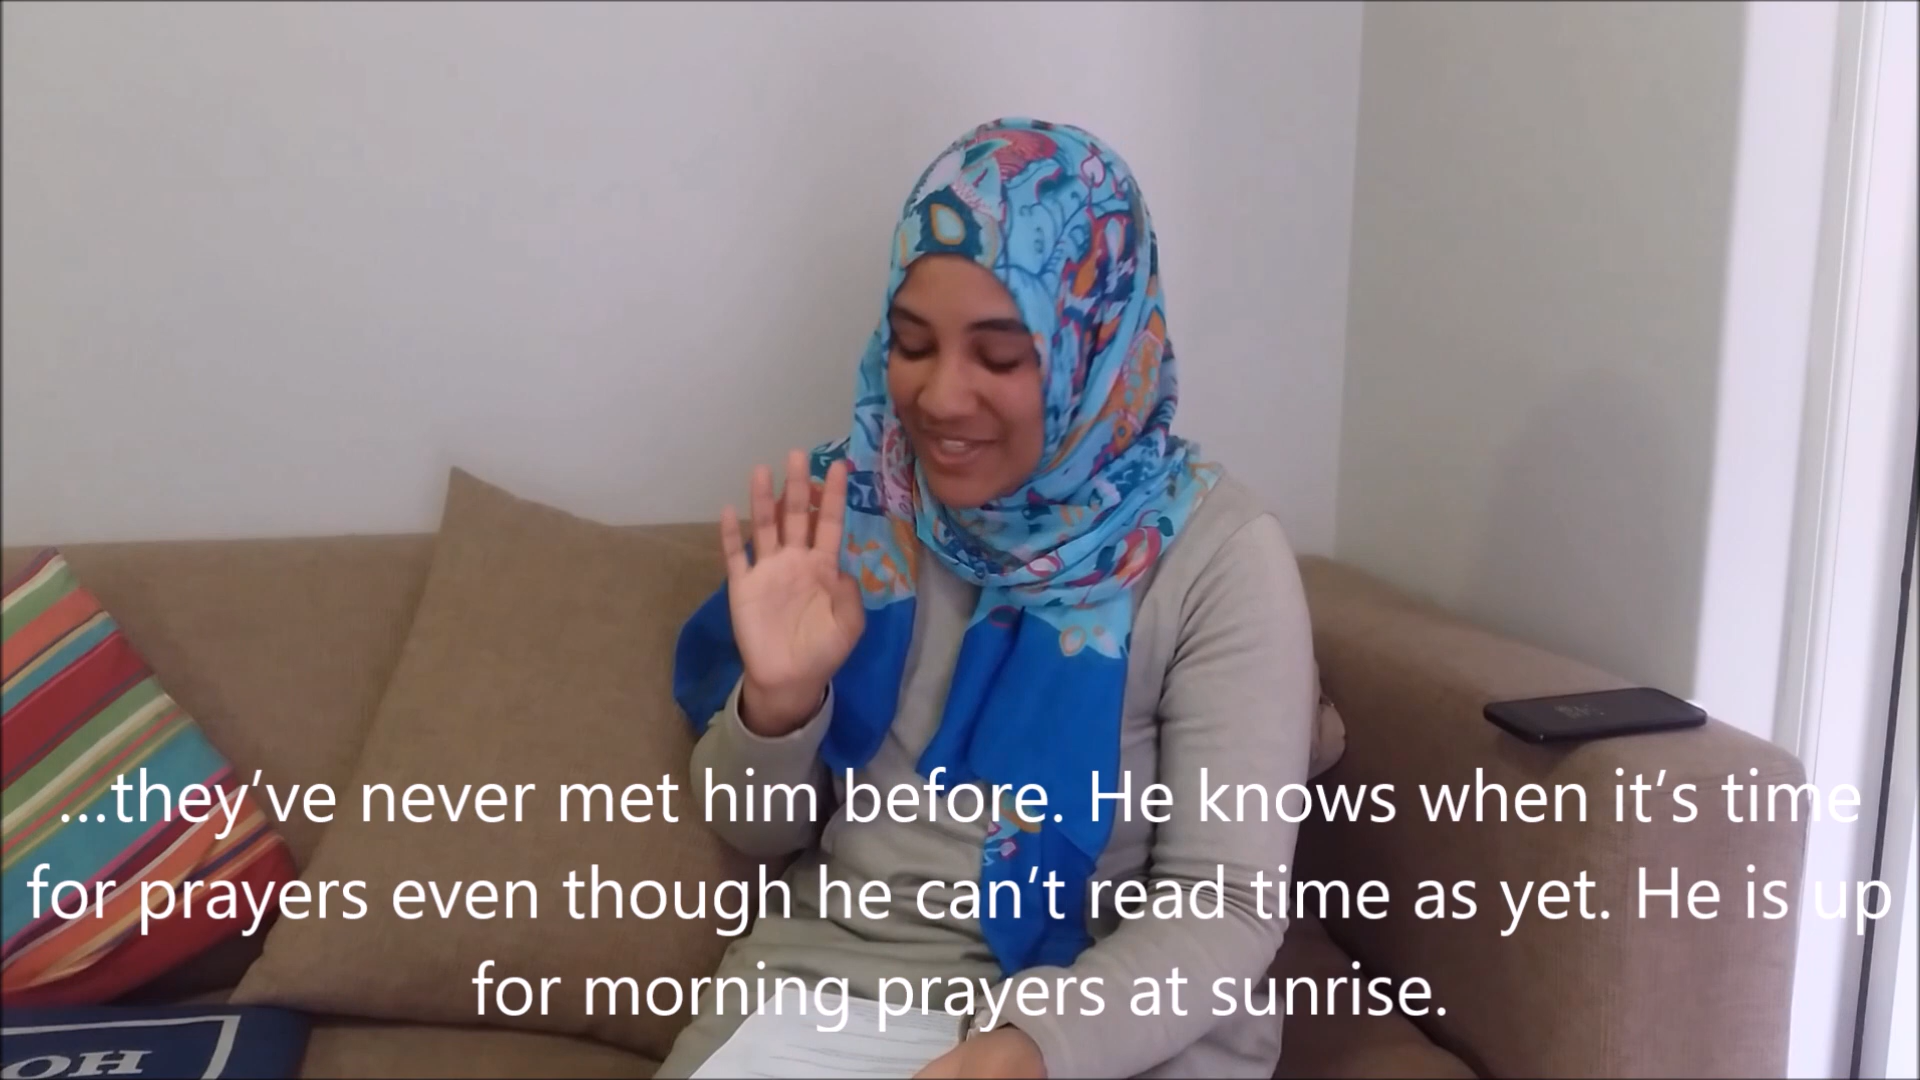 ...they've never met him before. He knows when it's time
for prayers even though he can't read time as yet. He is up
for morning prayers at sunrise.
HO